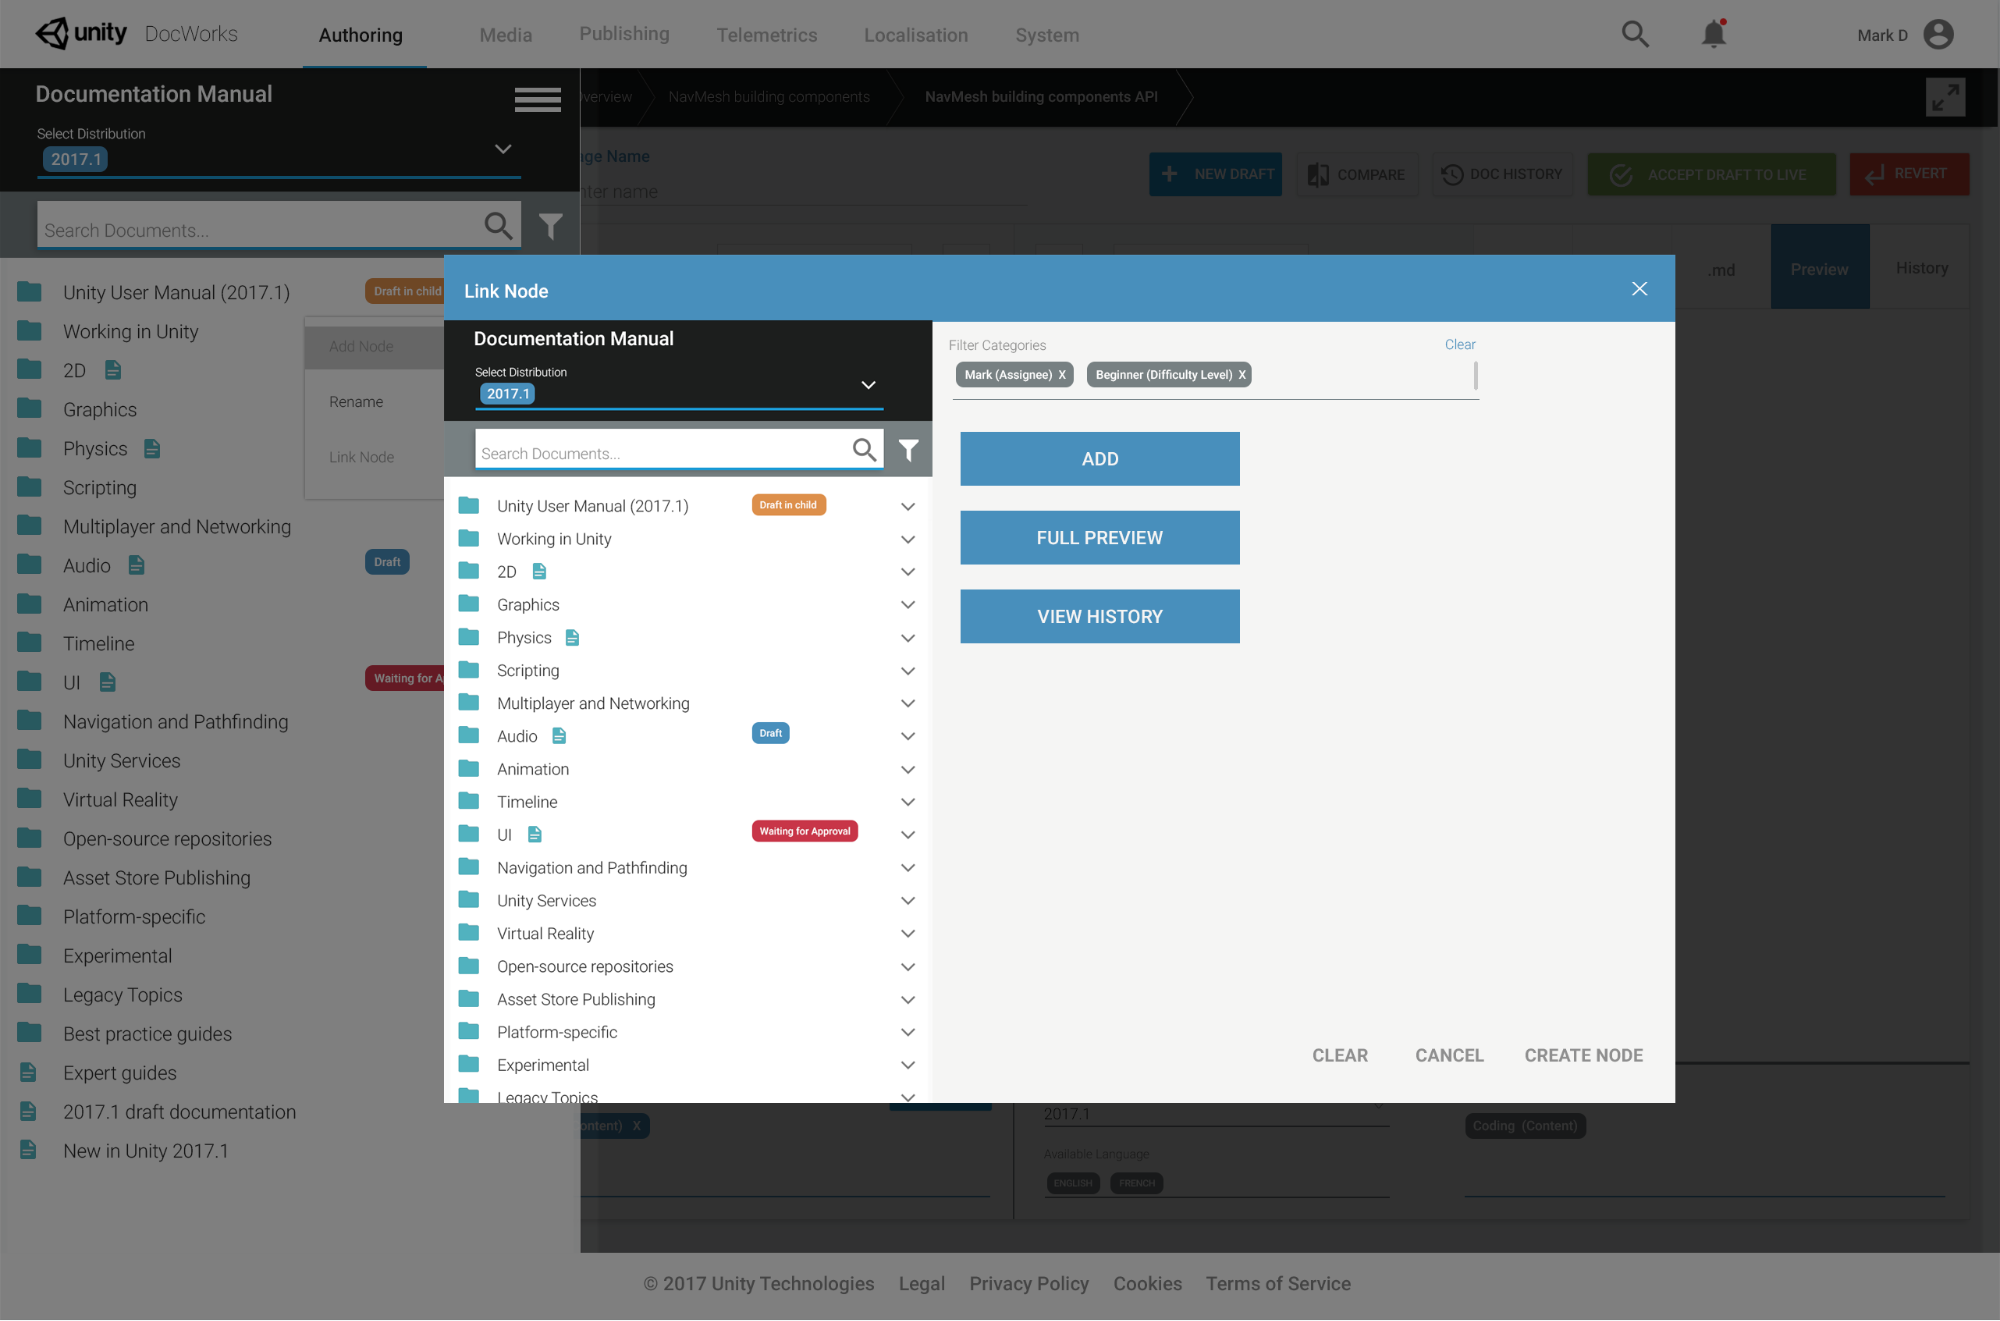 unity DocWorks Authoring Media Publishing Telemetrics Localisation System Mark D
Documentation Manual
Select Distribution
2017.1
Search Documents...
Unity User Manual (2017.1) Draft in child
Working in Unity
2D
Graphics
Physics
Scripting
Multiplayer and Networking
Audio Draft
Animation
Timeline
UI Waiting for A
Navigation and Pathfinding
Unity Services
Virtual Reality
Open-source repositories
Asset Store Publishing
Platform-specific
Experimental
Legacy Topics
Best practice guides
Expert guides
2017.1 draft documentation
New in Unity 2017.1
Add Node
Rename
Link Node
verview NavMesh building components NavMesh building components API
ge Name
nter name
NEW DRAFT COMPARE DOC HISTORY ACCEPT DRAFT TO LIVE REVERT
.md Preview History
Link Node
Documentation Manual
Select Distribution
2017.1
Search Documents...
Unity User Manual (2017.1) Draft in child
Working in Unity
2D
Graphics
Physics
Scripting
Multiplayer and Networking
Audio Draft
Animation
Timeline
UI Waiting for Approval
Navigation and Pathfinding
Unity Services
Virtual Reality
Open-source repositories
Asset Store Publishing
Platform-specific
Experimental
Legacy Topics
Filter Categories Clear
Mark (Assignee) X Beginner (Difficulty Level) X
ADD
FULL PREVIEW
VIEW HISTORY
CLEAR CANCEL CREATE NODE
ontent) X
2017.1
Available Language
ENGLISH FRENCH
Coding (Content)
© 2017 Unity Technologies Legal Privacy Policy Cookies Terms of Service